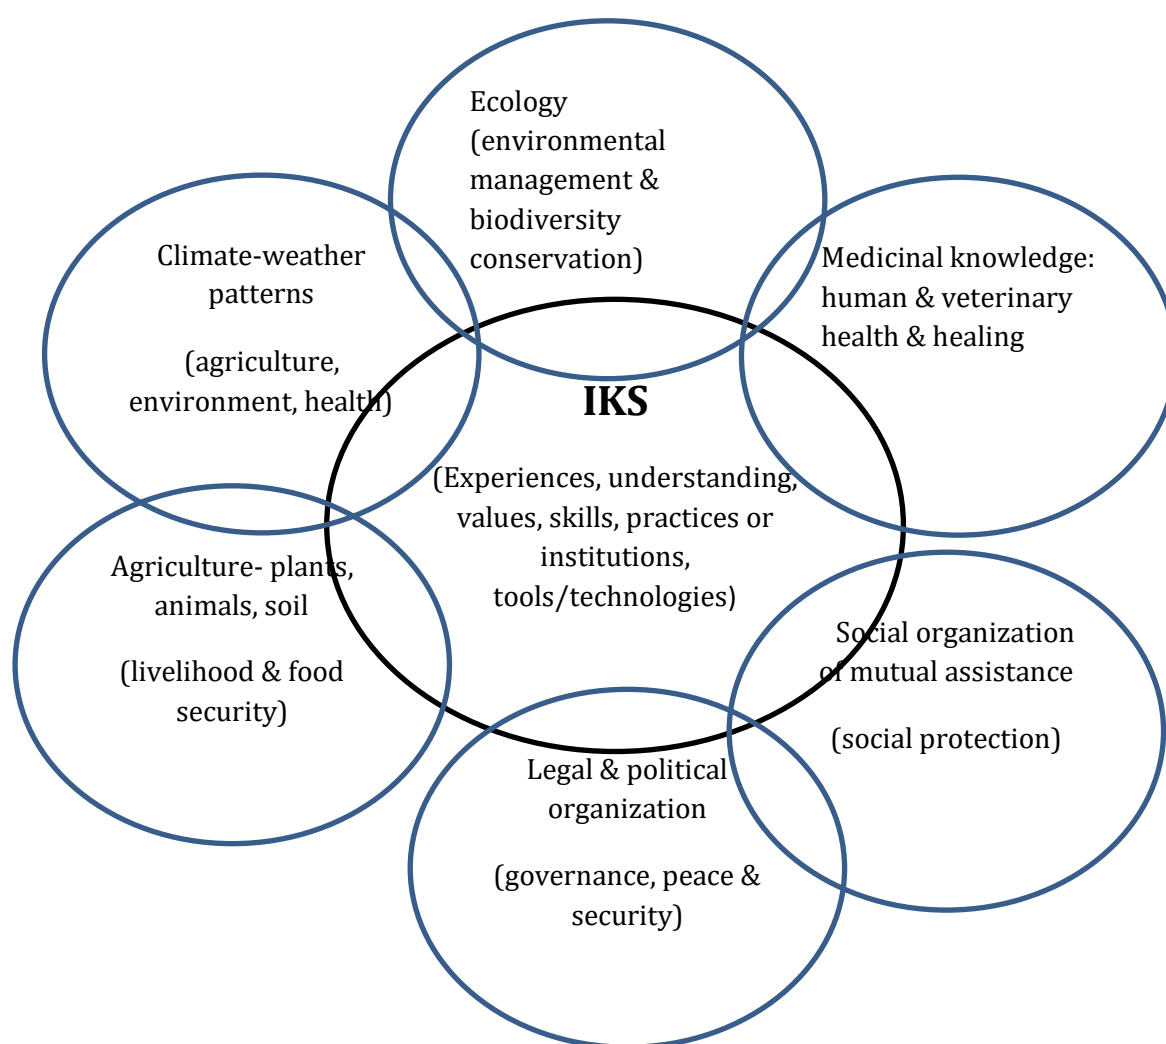 Ecology
(environmental
management &
biodiversity
conservation)
Climate-weather
patterns
(agriculture,
environment, health)
Medicinal knowledge:
human & veterinary
health & healing
IKS
(Experiences, understanding,
values, skills, practices or
institutions,
tools/technologies)
Agriculture- plants,
animals, soil
(livelihood & food
security)
Social organization
of mutual assistance
(social protection)
Legal & political
organization
(governance, peace &
security)